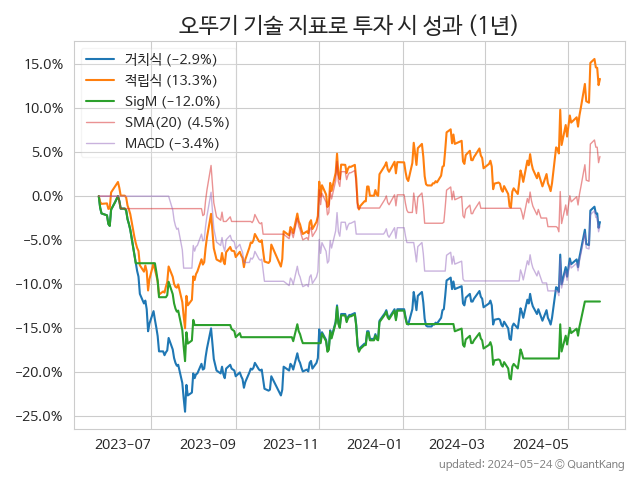 오뚜기 기술 지표로 투자 시 성과 (1년)
거치식 (−2.9%)
적립식 (13.3%)
SigM (−12.0%)
SMA(20) (4.5%)
MACD (−3.4%)
15.0%
10.0%
5.0%
0.0%
−5.0%
−10.0%
−15.0%
−20.0%
−25.0%
2023-07 2023-09 2023-11 2024-01 2024-03 2024-05
updated: 2024-05-24 © QuantKang